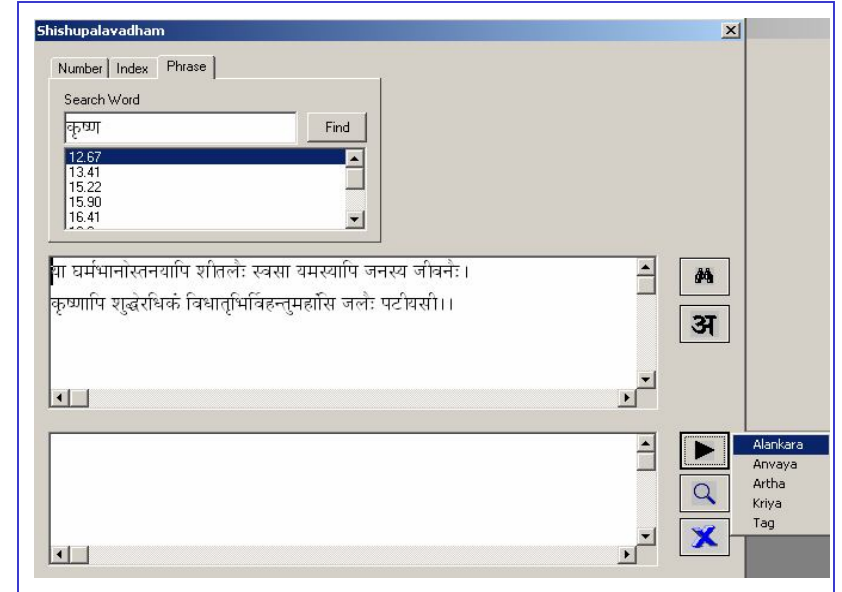 Shishupalavadham
Number Index Phrase
Search Word
कृष्ण Find
12.67
13.41
15.22
15.90
16.41
या घर्मभानोस्तनयापि शीतलैः स्वसा यमस्यापि जनस्य जीवनैः।
कृष्णापि शुद्धेरधिकं विधातृभिर्विहन्तुमहांसि जलैः पटीयसी।।
अ
Alankara
Anvaya
Artha
Kriya
Tag